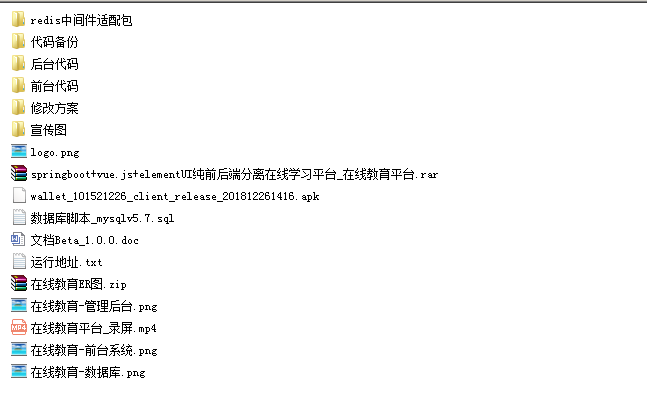 redis中间件适配包
代码备份
后台代码
前台代码
修改方案
宣传图
logo.png
springboot+vue.js+elementUI纯前后端分离在线学习平台_在线教育平台.rar
wallet_101521226_client_release_201812261416.apk
数据库脚本_mysqlv5.7.sql
文档Beta_1.0.0.doc
运行地址.txt
在线教育ER图.zip
在线教育-管理后台.png
在线教育平台_录屏.mp4
在线教育-前台系统.png
在线教育-数据库.png